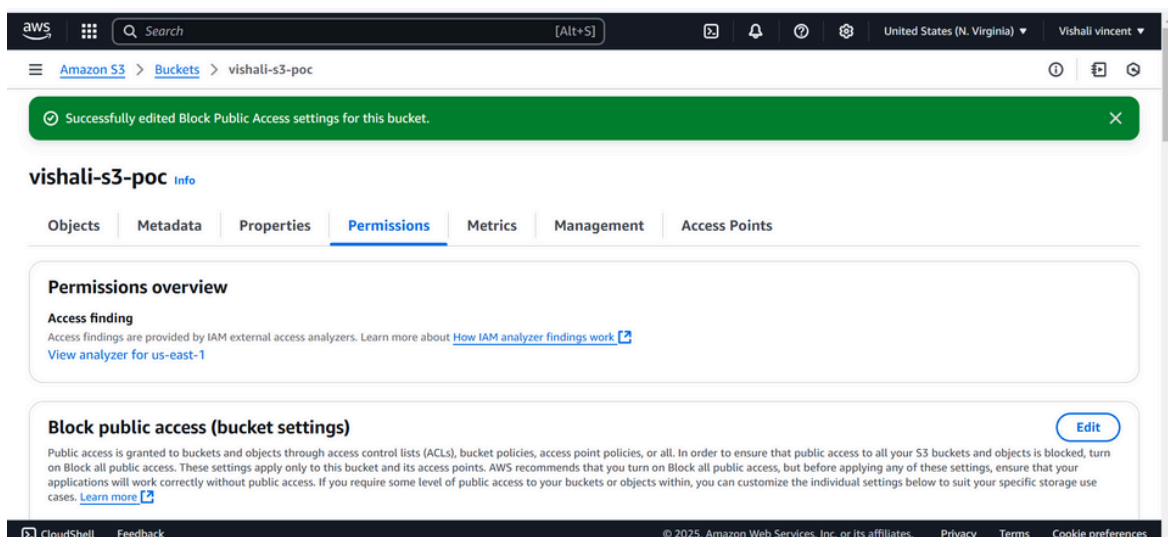 aws
Search [Alt+S] United States (N. Virginia) Vishali vincent
Amazon S3 > Buckets > vishali-s3-poc
Successfully edited Block Public Access settings for this bucket.
vishali-s3-poc Info
Objects Metadata Properties Permissions Metrics Management Access Points
Permissions overview
Access finding
Access findings are provided by IAM external access analyzers. Learn more about How IAM analyzer findings work
View analyzer for us-east-1
Block public access (bucket settings) Edit
Public access is granted to buckets and objects through access control lists (ACLs), bucket policies, access point policies, or all. In order to ensure that public access to all your S3 buckets and objects is blocked, turn
on Block all public access. These settings apply only to this bucket and its access points. AWS recommends that you turn on Block all public access, but before applying any of these settings, ensure that your
applications will work correctly without public access. If you require some level of public access to your buckets or objects within, you can customize the individual settings below to suit your specific storage use
cases. Learn more
CloudShell Feedback © 2025, Amazon Web Services, Inc. or its affiliates. Privacy Terms Cookie preferences